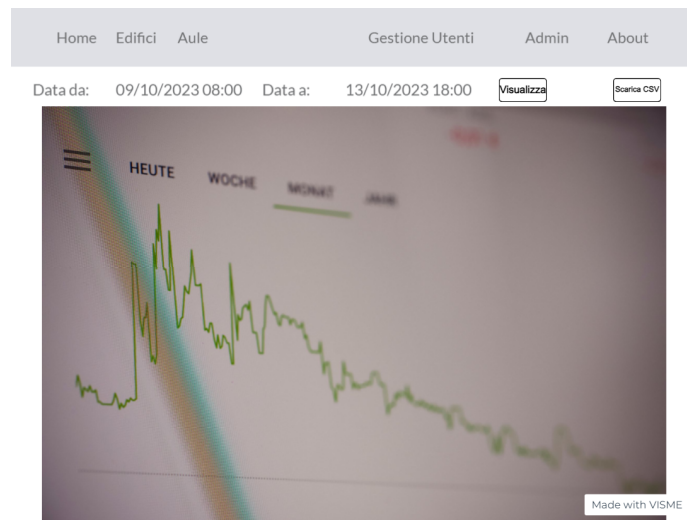 Home Edifici Aule Gestione Utenti Admin About
Data da: 09/10/2023 08:00 Data a: 13/10/2023 18:00 Visualizza Scarica CSV
HEUTE WOCHE MONAT JAHR
Made with VISME